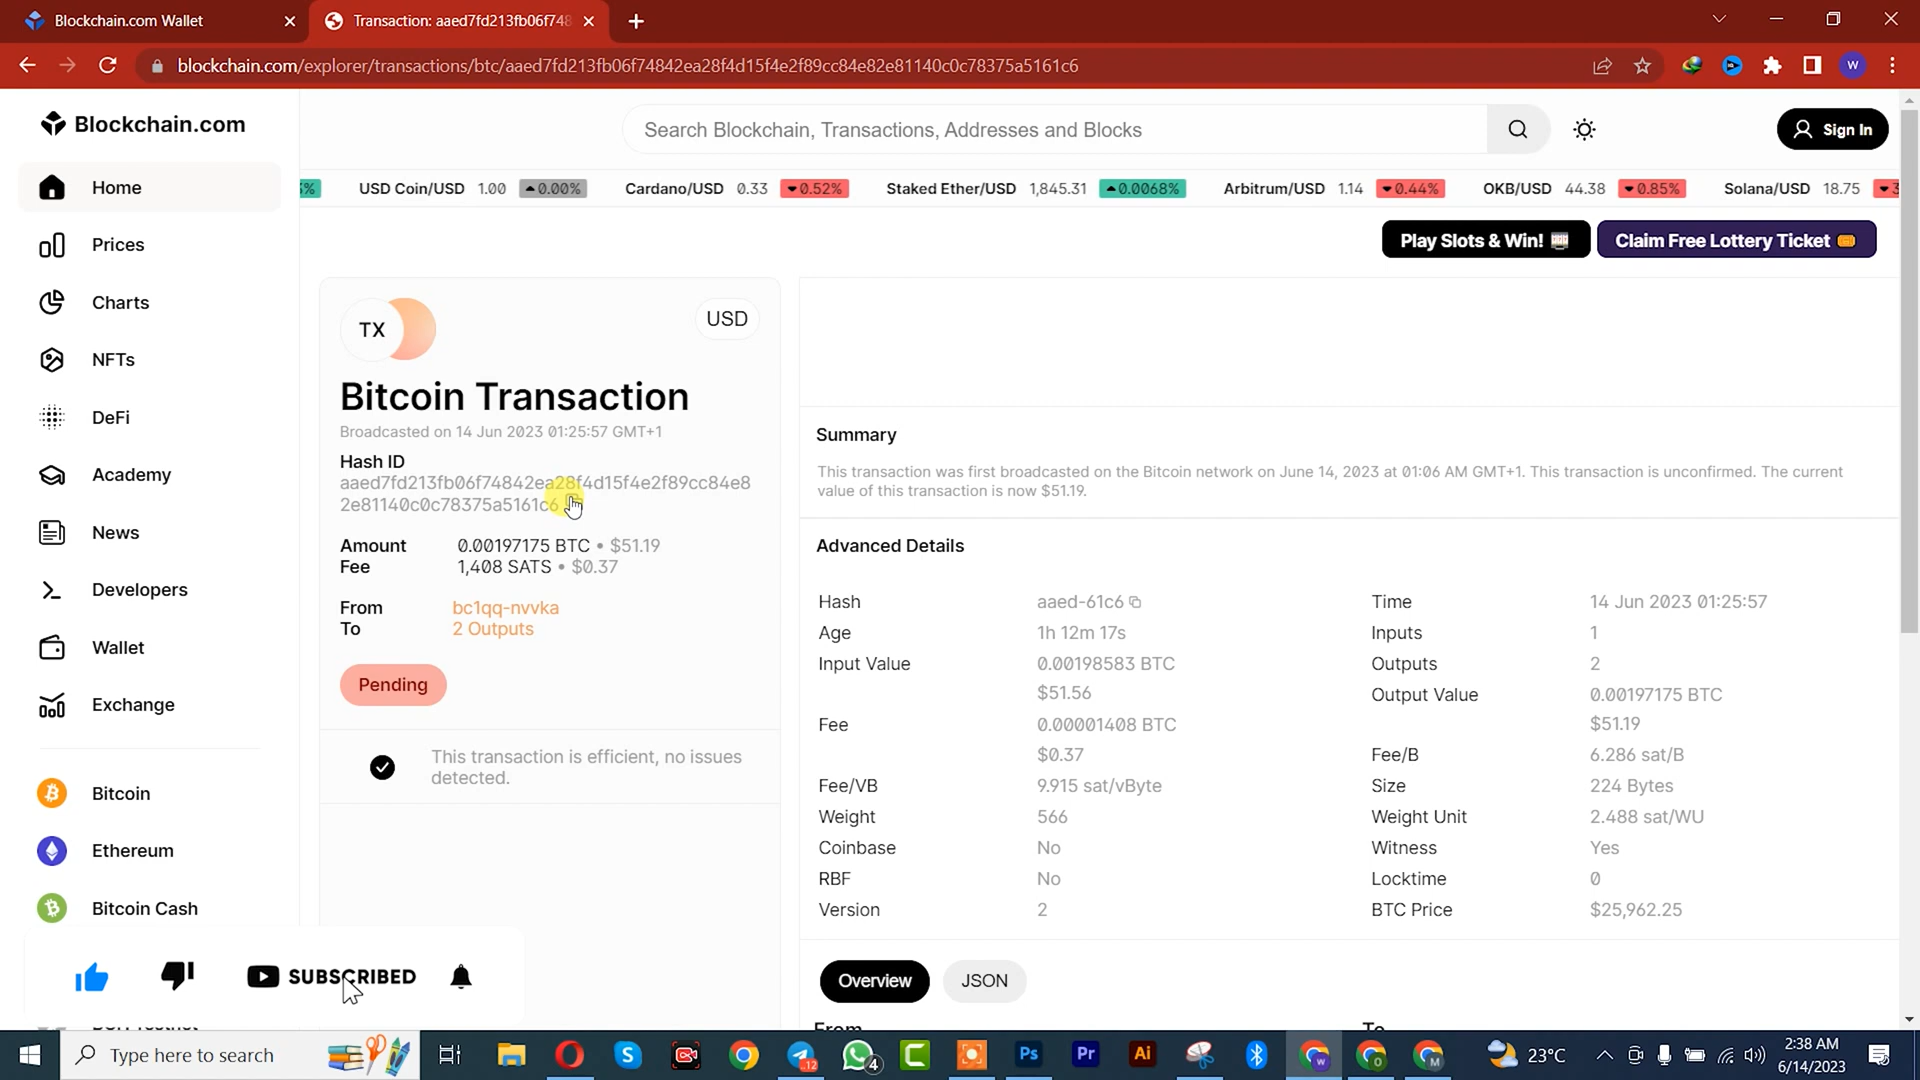 Blockchain.com Wallet
Transaction: aaed7fd213fb06f748
blockchain.com/explorer/transactions/btc/aaed7fd213fb06f74842ea28f4d15f4e2f89cc84e82e81140c0c78375a5161c6
W
Blockchain.com
Search Blockchain, Transactions, Addresses and Blocks
Sign In
% USD Coin/USD 1.00 0.00% Cardano/USD 0.33 0.52% Staked Ether/USD 1,845.31 0.0068% Arbitrum/USD 1.14 0.44% OKB/USD 44.38 0.85% Solana/USD 18.75
Home
Prices
Charts
NFTs
DeFi
Academy
News
Developers
Wallet
Exchange
Bitcoin
Ethereum
Bitcoin Cash
Play Slots & Win! Claim Free Lottery Ticket
TX
USD
Bitcoin Transaction
Broadcasted on 14 Jun 2023 01:25:57 GMT+1
Hash ID
aaed7fd213fb06f74842ea28f4d15f4e2f89cc84e8
2e81140c0c78375a5161c6
Amount 0.00197175 BTC • $51.19
Fee 1,408 SATS • $0.37
From bc1qq-nvvka
To 2 Outputs
Pending
This transaction is efficient, no issues
detected.
Summary
This transaction was first broadcasted on the Bitcoin network on June 14, 2023 at 01:06 AM GMT+1. This transaction is unconfirmed. The current
value of this transaction is now $51.19.
Advanced Details
Hash aaed-61c6 Time 14 Jun 2023 01:25:57
Age 1h 12m 17s Inputs 1
Input Value 0.00198583 BTC Outputs 2
$51.56 Output Value 0.00197175 BTC
Fee 0.00001408 BTC $51.19
$0.37 Fee/B 6.286 sat/B
Fee/VB 9.915 sat/vByte Size 224 Bytes
Weight 566 Weight Unit 2.488 sat/WU
Coinbase No Witness Yes
RBF No Locktime 0
Version 2 BTC Price $25,962.25
Overview JSON
From To
SUBSCRIBED
Type here to search
12
4
Ps
Pr
Ai
W
O
M
23°C
2:38 AM
6/14/2023